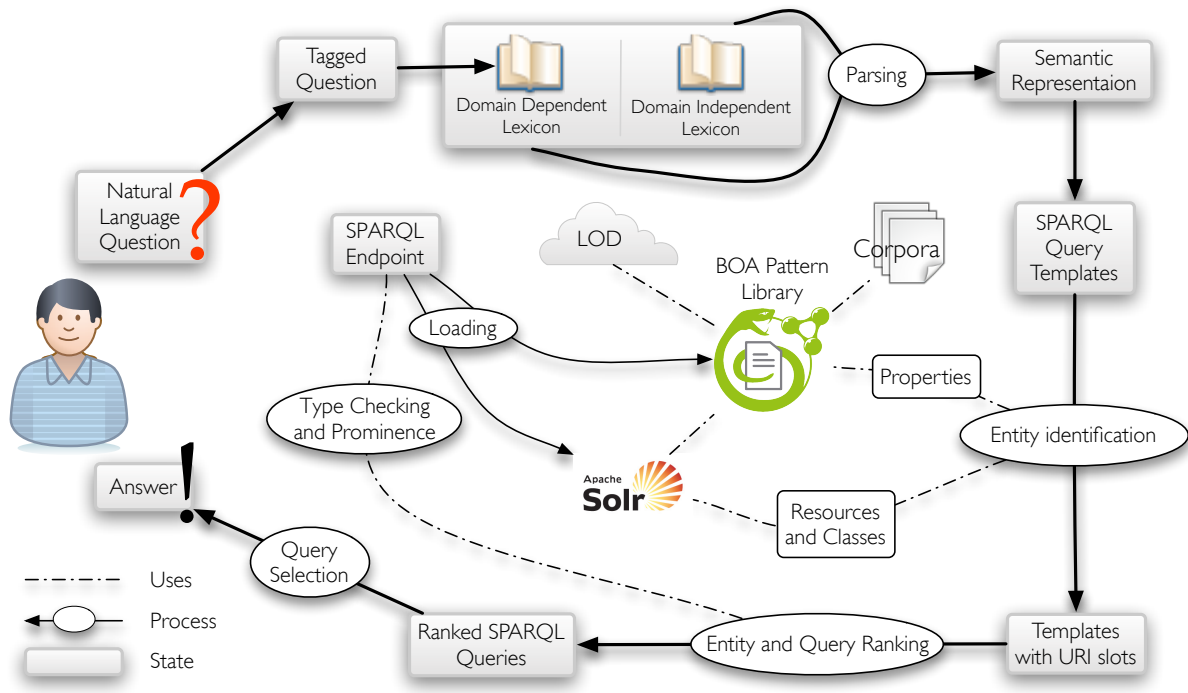 Tagged
Question
Domain Dependent
Lexicon
Domain Independent
Lexicon
Parsing
Semantic
Representaion
Natural
Language
Question
?
SPARQL
Endpoint
LOD
BOA Pattern
Library
Corpora
SPARQL
Query
Templates
Loading
Properties
Type Checking
and Prominence
Entity identification
Apache
Solr
Resources
and Classes
Answer
!
Query
Selection
Ranked SPARQL
Queries
Entity and Query Ranking
Templates
with URI slots
Uses
Process
State